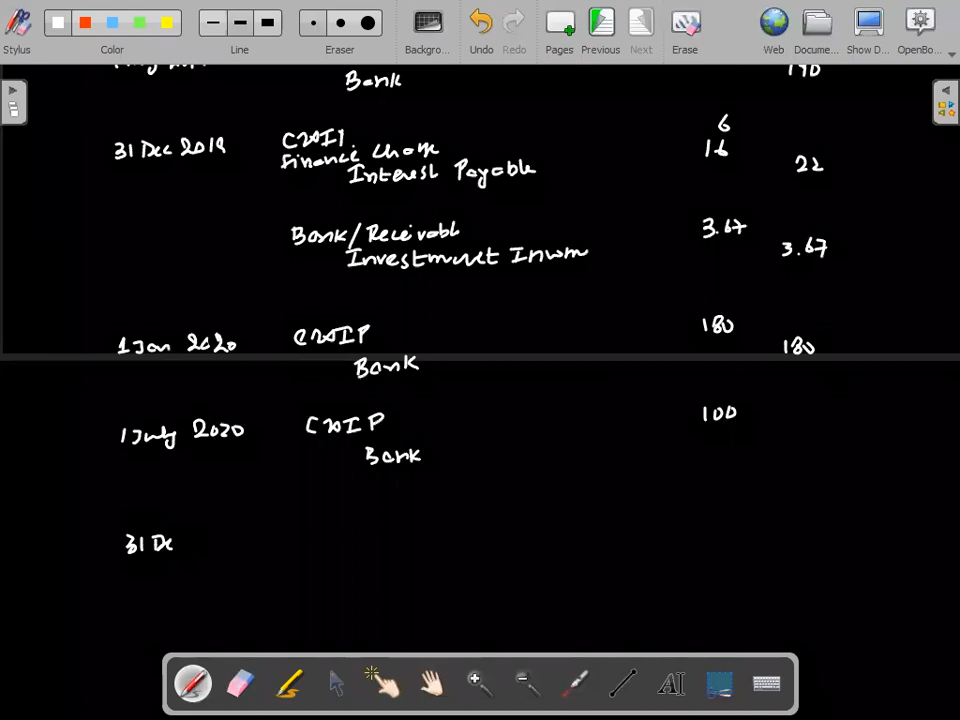 Stylus
Color
Line
Eraser
Backgro...
Undo
Redo
Pages
Previous
Next
Erase
Web
Docume...
Show D...
OpenBo...
Bank 190
31 Dec 2019 CWIP 6
Finance Charge 16
Interest Payable 22
Bank/Receivable 3.67
Investment Income 3.67
1 Jan 2020 CWIP 180
Bank 180
1 July 2020 CWIP 100
Bank
31 De